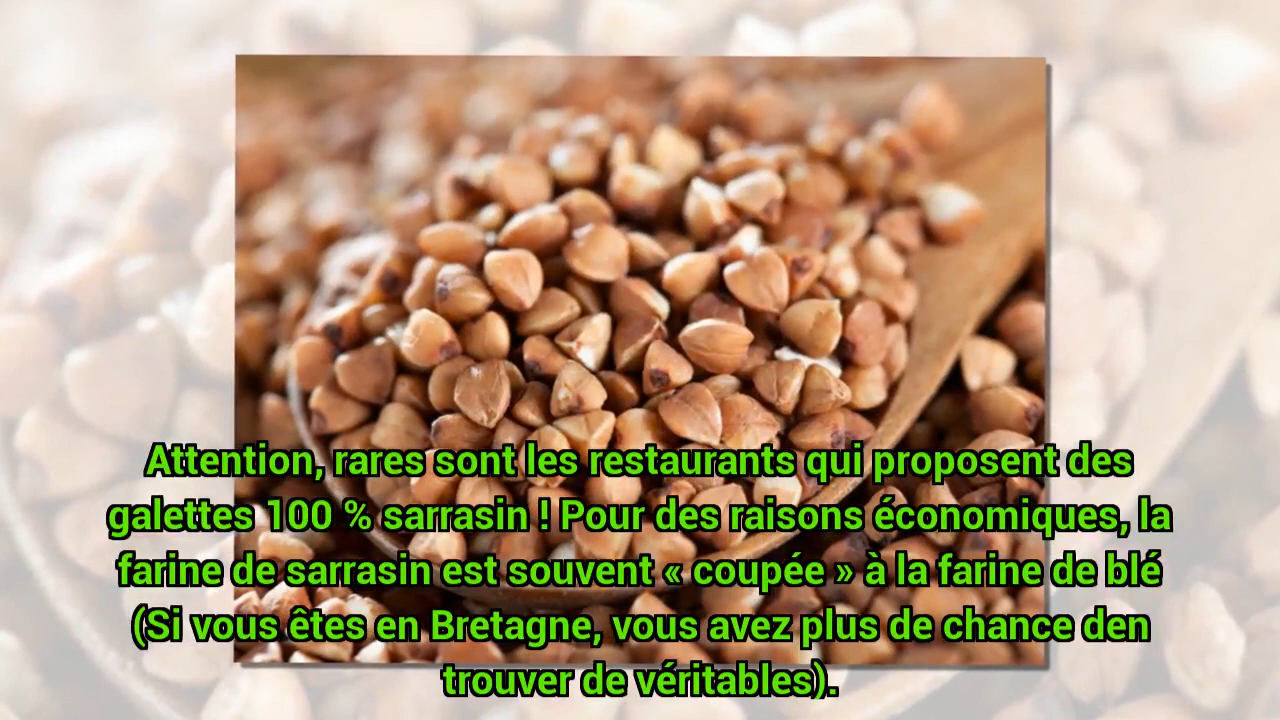 Attention, rares sont les restaurants qui proposent des
galettes 100 % sarrasin ! Pour des raisons économiques, la
farine de sarrasin est souvent « coupée » à la farine de blé
(Si vous êtes en Bretagne, vous avez plus de chance den
trouver de véritables).